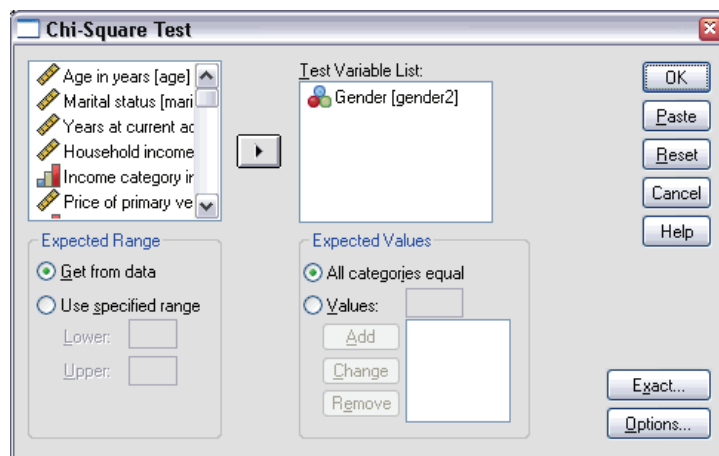 Chi-Square Test
Age in years [age]
Marital status [mari
Years at current ac
Household income
Income category ir
Price of primary ve
Test Variable List:
Gender [gender2]
OK
Paste
Reset
Cancel
Help
Expected Range
Get from data
Use specified range
Lower:
Upper:
Expected Values
All categories equal
Values:
Add
Change
Remove
Exact...
Options...